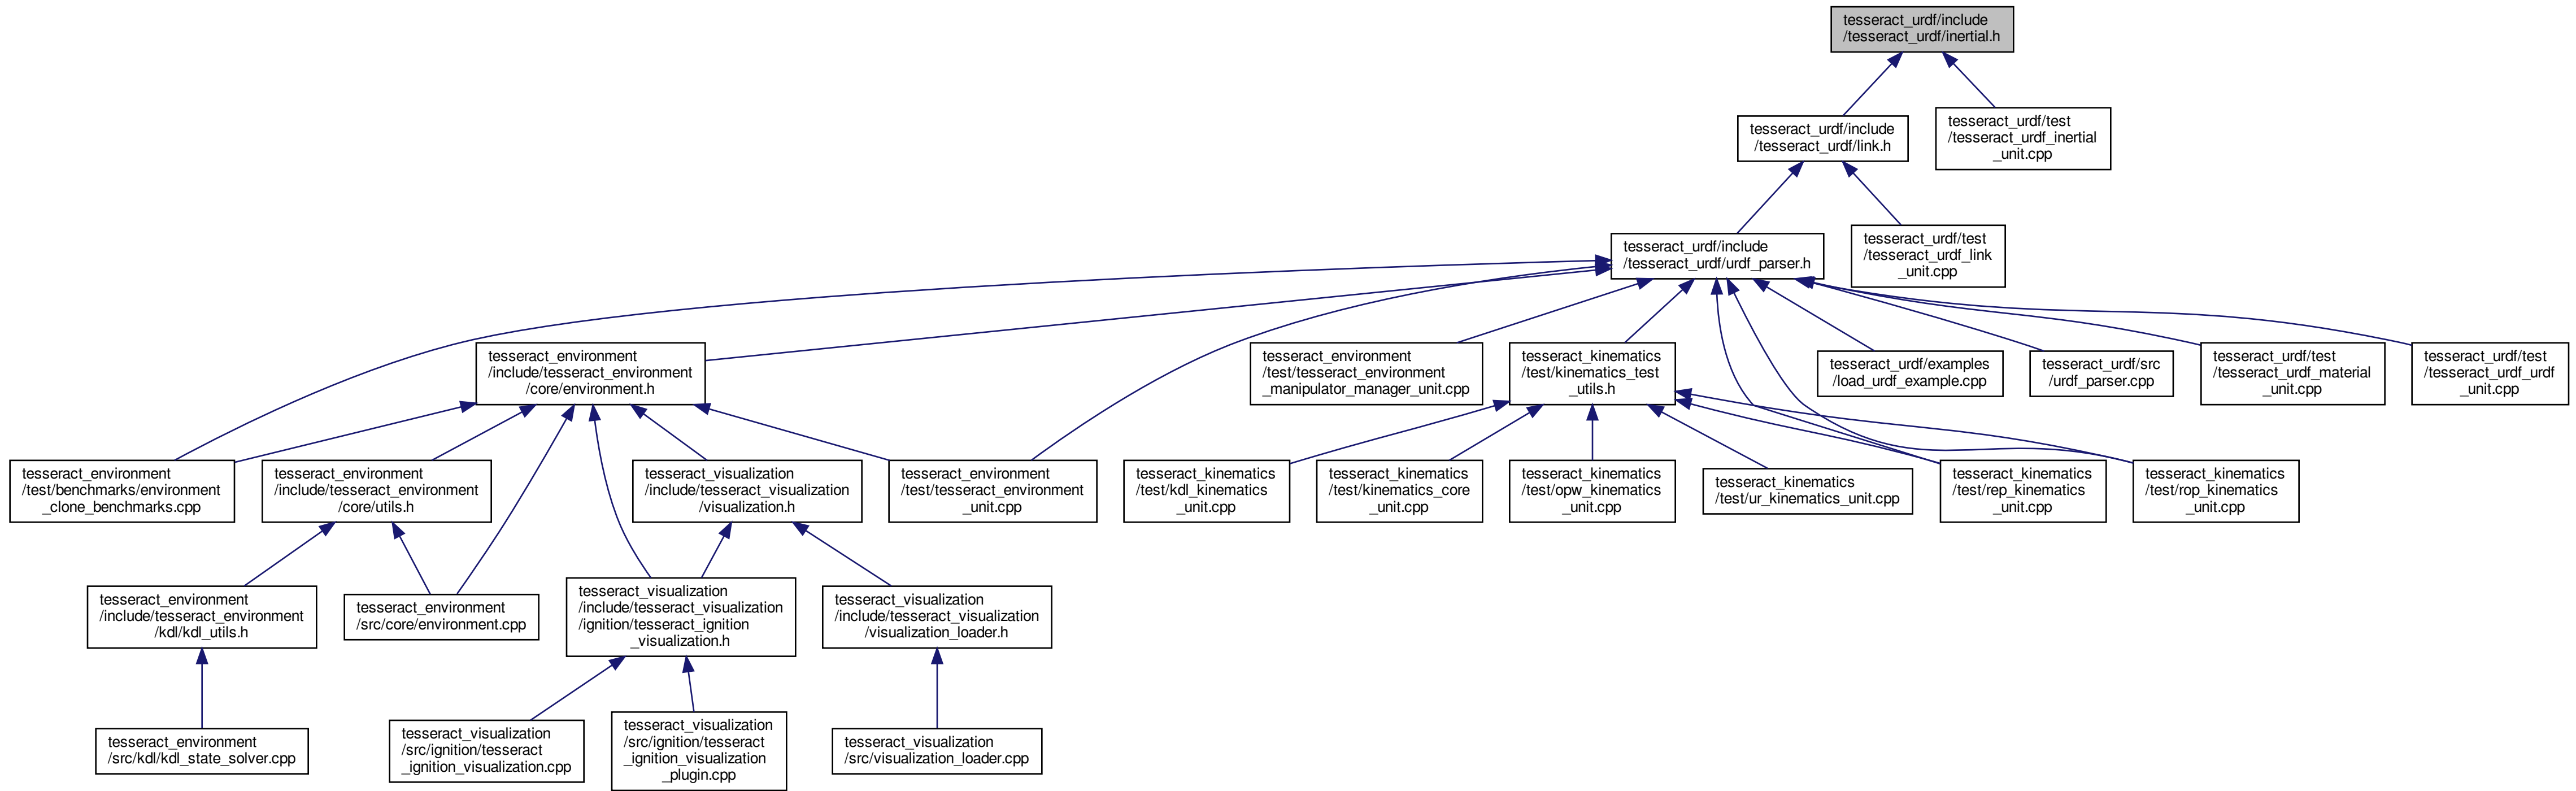 tesseract_urdf/include
/tesseract_urdf/inertial.h
tesseract_urdf/include
/tesseract_urdf/link.h
tesseract_urdf/test
/tesseract_urdf_inertial
_unit.cpp
tesseract_urdf/include
/tesseract_urdf/urdf_parser.h
tesseract_urdf/test
/tesseract_urdf_link
_unit.cpp
tesseract_environment
/include/tesseract_environment
/core/environment.h
tesseract_environment
/test/tesseract_environment
_manipulator_manager_unit.cpp
tesseract_kinematics
/test/kinematics_test
_utils.h
tesseract_urdf/examples
/load_urdf_example.cpp
tesseract_urdf/src
/urdf_parser.cpp
tesseract_urdf/test
/tesseract_urdf_material
_unit.cpp
tesseract_urdf/test
/tesseract_urdf_urdf
_unit.cpp
tesseract_environment
/test/benchmarks/environment
_clone_benchmarks.cpp
tesseract_environment
/include/tesseract_environment
/core/utils.h
tesseract_visualization
/include/tesseract_visualization
/visualization.h
tesseract_environment
/test/tesseract_environment
_unit.cpp
tesseract_kinematics
/test/kdl_kinematics
_unit.cpp
tesseract_kinematics
/test/kinematics_core
_unit.cpp
tesseract_kinematics
/test/opw_kinematics
_unit.cpp
tesseract_kinematics
/test/ur_kinematics_unit.cpp
tesseract_kinematics
/test/rep_kinematics
_unit.cpp
tesseract_kinematics
/test/rop_kinematics
_unit.cpp
tesseract_environment
/include/tesseract_environment
/kdl/kdl_utils.h
tesseract_environment
/src/core/environment.cpp
tesseract_visualization
/include/tesseract_visualization
/ignition/tesseract_ignition
_visualization.h
tesseract_visualization
/include/tesseract_visualization
/visualization_loader.h
tesseract_environment
/src/kdl/kdl_state_solver.cpp
tesseract_visualization
/src/ignition/tesseract
_ignition_visualization.cpp
tesseract_visualization
/src/ignition/tesseract
_ignition_visualization
_plugin.cpp
tesseract_visualization
/src/visualization_loader.cpp